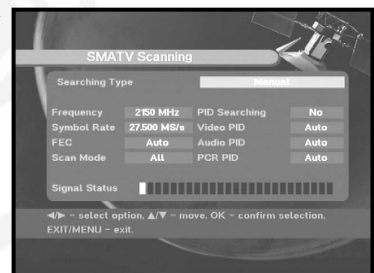 SMATV Scanning
Searching Type Manual
Frequency 2150 MHz PID Searching No
Symbol Rate 27.500 MS/s Video PID Auto
FEC Auto Audio PID Auto
Scan Mode All PCR PID Auto
Signal Status
◄/► - select option, ▲/▼ - move, OK - confirm selection,
EXIT/MENU - exit.